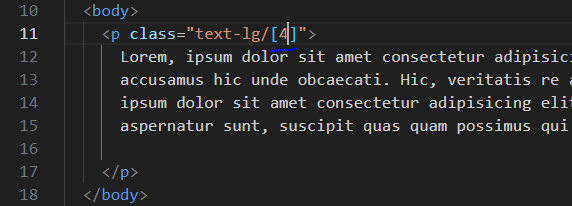 10 <body>
11 <p class="text-lg/[4]">
12 Lorem, ipsum dolor sit amet consectetur adipisici
13 accusamus hic unde obcaecati. Hic, veritatis re a
14 ipsum dolor sit amet consectetur adipisicing elit
15 aspernatur sunt, suscipit quas quam possimus qui
16
17 </p>
18 </body>